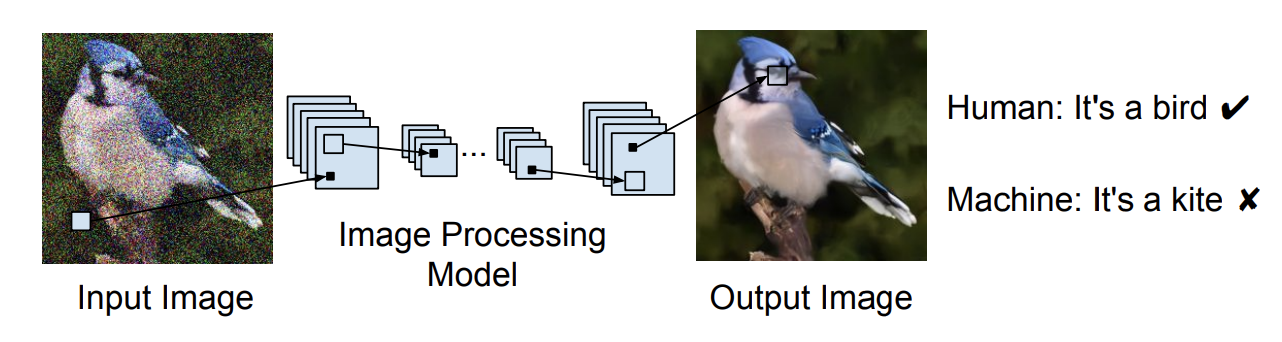 Input Image
Image Processing
Model
Output Image
Human: It's a bird ✔
Machine: It's a kite ✘